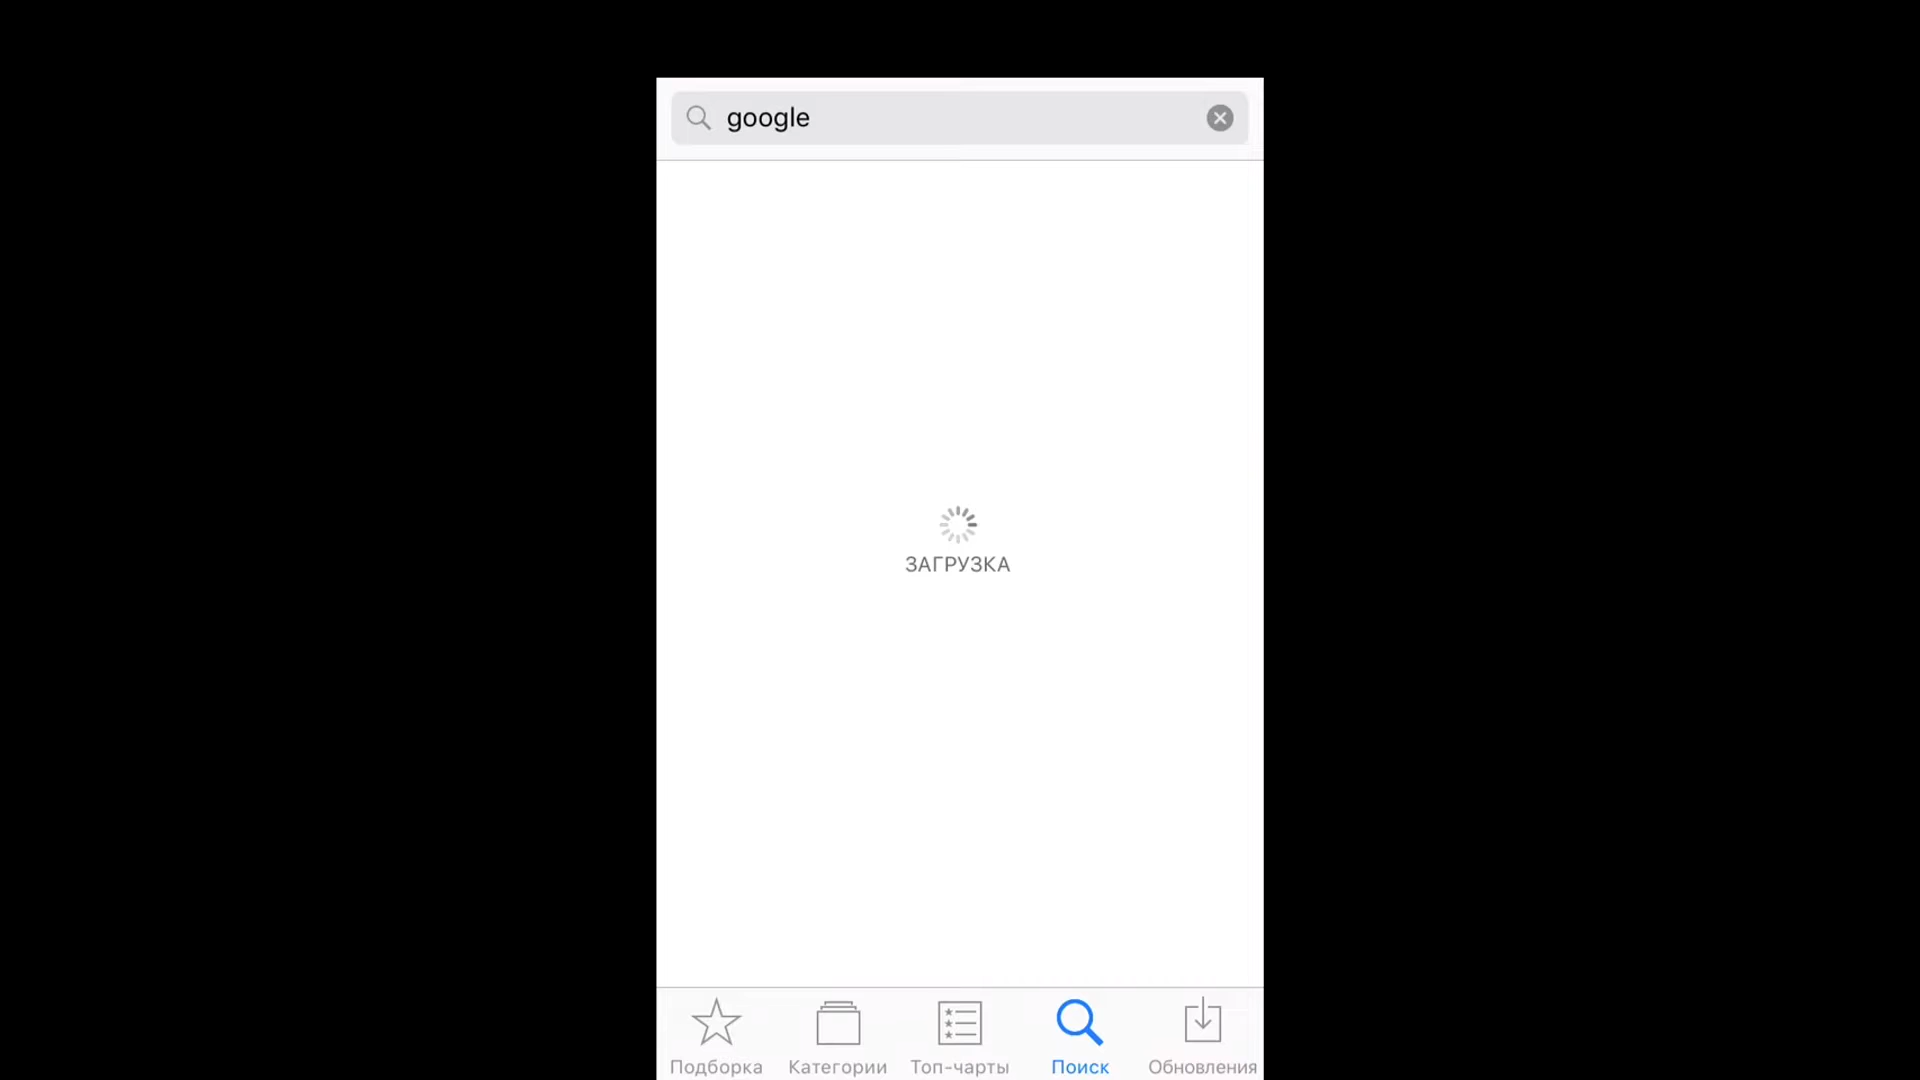 google
ЗАГРУЗКА
Подборка Категории Топ-чарты Поиск Обновления